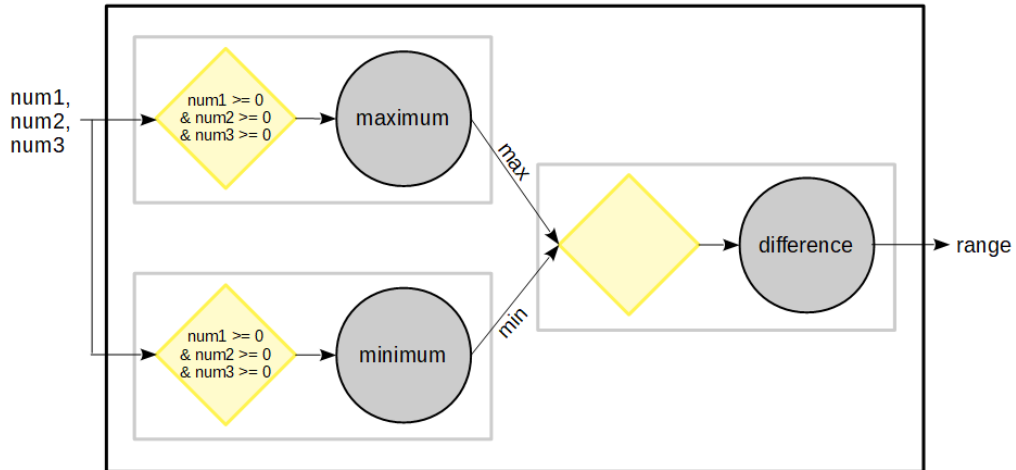 num1,
num2,
num3
num1 >= 0
& num2 >= 0
& num3 >= 0
maximum
max
num1 >= 0
& num2 >= 0
& num3 >= 0
minimum
min
difference
range